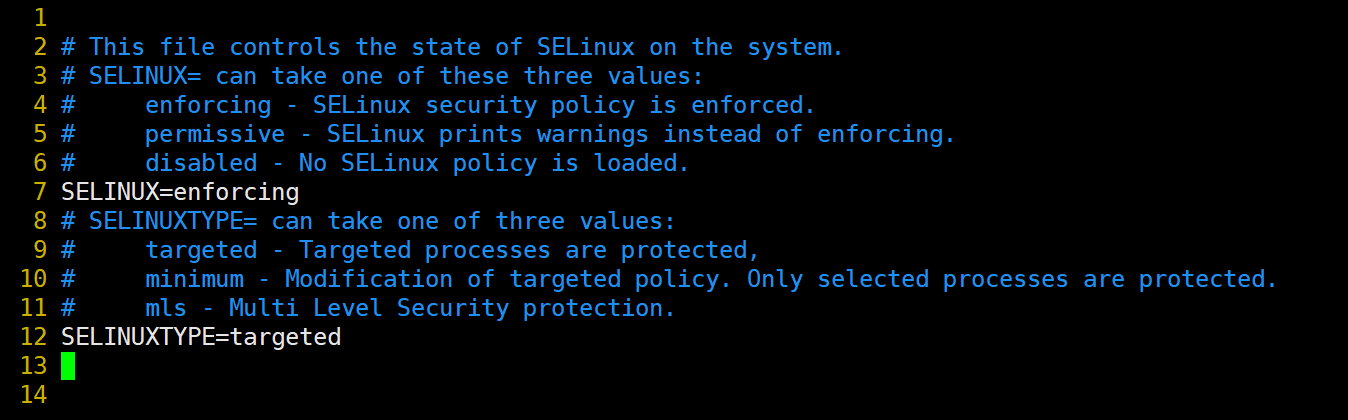 1
2 # This file controls the state of SELinux on the system.
3 # SELINUX= can take one of these three values:
4 #     enforcing - SELinux security policy is enforced.
5 #     permissive - SELinux prints warnings instead of enforcing.
6 #     disabled - No SELinux policy is loaded.
7 SELINUX=enforcing
8 # SELINUXTYPE= can take one of three values:
9 #     targeted - Targeted processes are protected,
10 #     minimum - Modification of targeted policy. Only selected processes are protected.
11 #     mls - Multi Level Security protection.
12 SELINUXTYPE=targeted
13
14